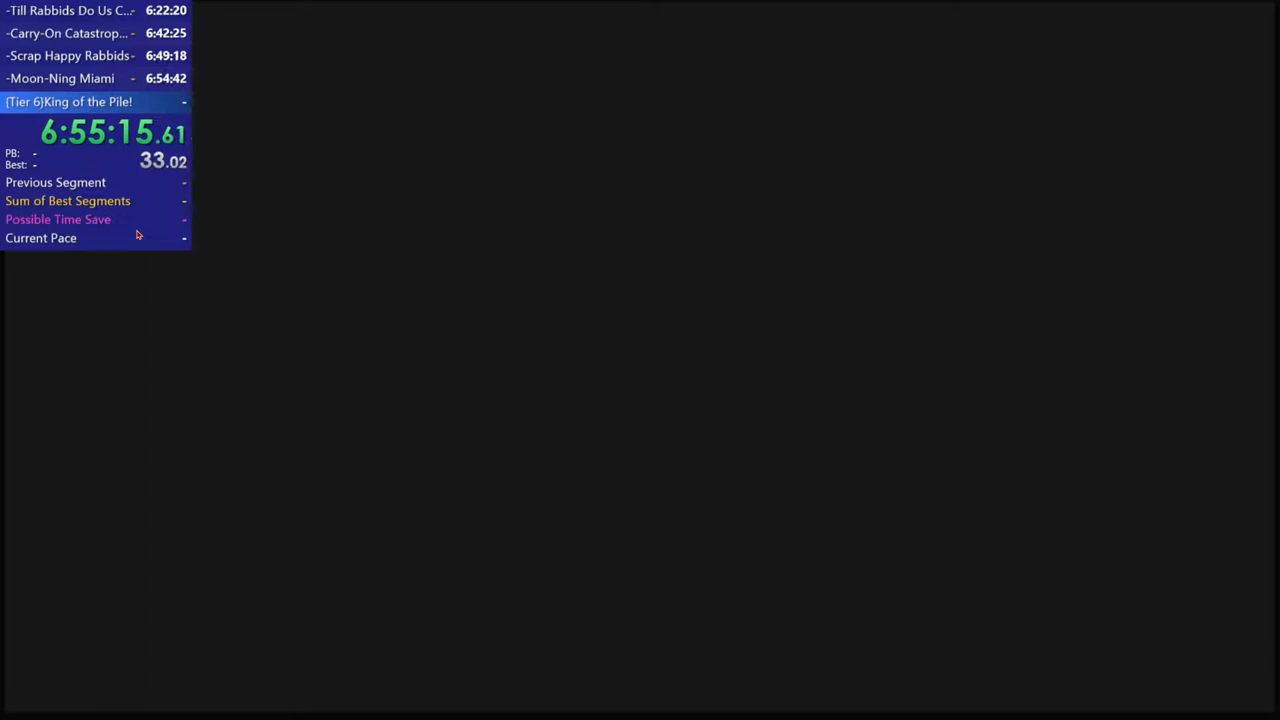 -Till Rabbids Do Us C... - 6:22:20
-Carry-On Catastrop... - 6:42:25
-Scrap Happy Rabbids - 6:49:18
-Moon-Ning Miami - 6:54:42
{Tier 6}King of the Pile! -
6:55:15.61
PB: -
Best: - 33.02
Previous Segment -
Sum of Best Segments -
Possible Time Save -
Current Pace -